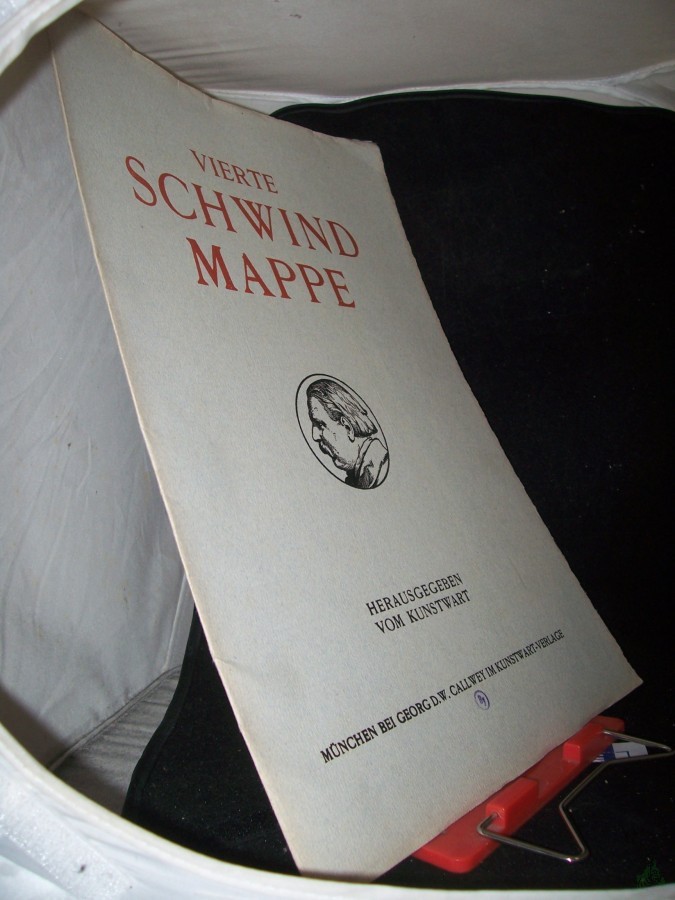 VIERTE
SCHWIND
MAPPE
HERAUSGEGEBEN
VOM KUNSTWART
MÜNCHEN BEI GEORG D.W. CALLWEY IM KUNSTWART-VERLAGE